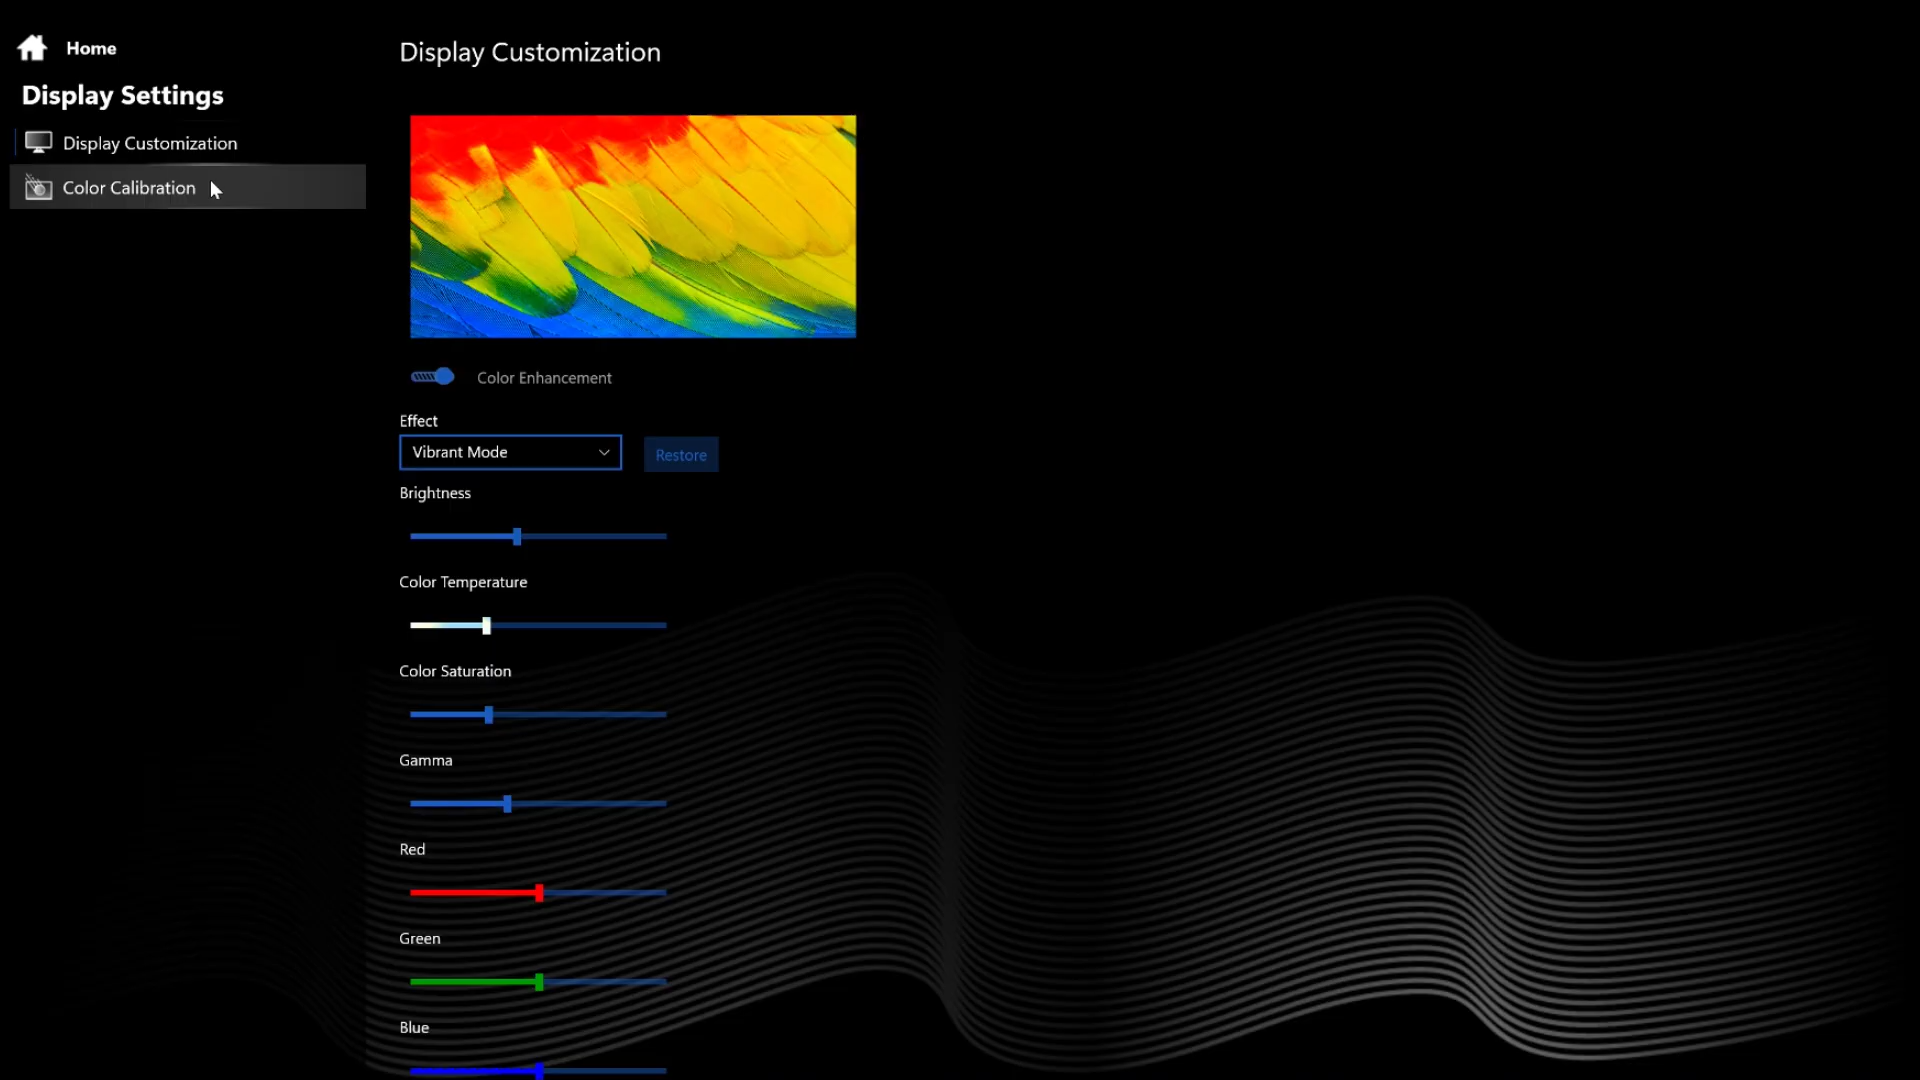 Home
Display Settings
Display Customization
Color Calibration
Display Customization
Color Enhancement
Effect
Vibrant Mode
Restore
Brightness
Color Temperature
Color Saturation
Gamma
Red
Green
Blue